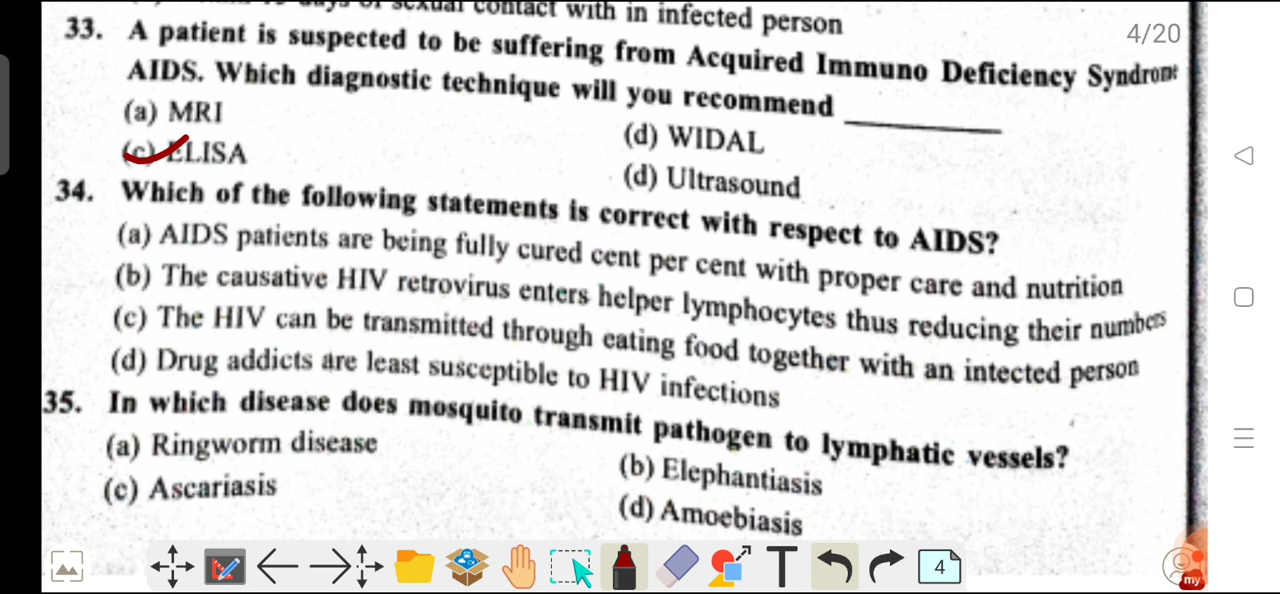 days of sexual contact with in infected person
4/20
33. A patient is suspected to be suffering from Acquired Immuno Deficiency Syndrome
AIDS. Which diagnostic technique will you recommend ________
(a) MRI
(d) WIDAL
(c) ELISA
(d) Ultrasound
34. Which of the following statements is correct with respect to AIDS?
(a) AIDS patients are being fully cured cent per cent with proper care and nutrition
(b) The causative HIV retrovirus enters helper lymphocytes thus reducing their numbers
(c) The HIV can be transmitted through eating food together with an intected person
(d) Drug addicts are least susceptible to HIV infections
35. In which disease does mosquito transmit pathogen to lymphatic vessels?
(a) Ringworm disease
(b) Elephantiasis
(c) Ascariasis
(d) Amoebiasis
T
4
my